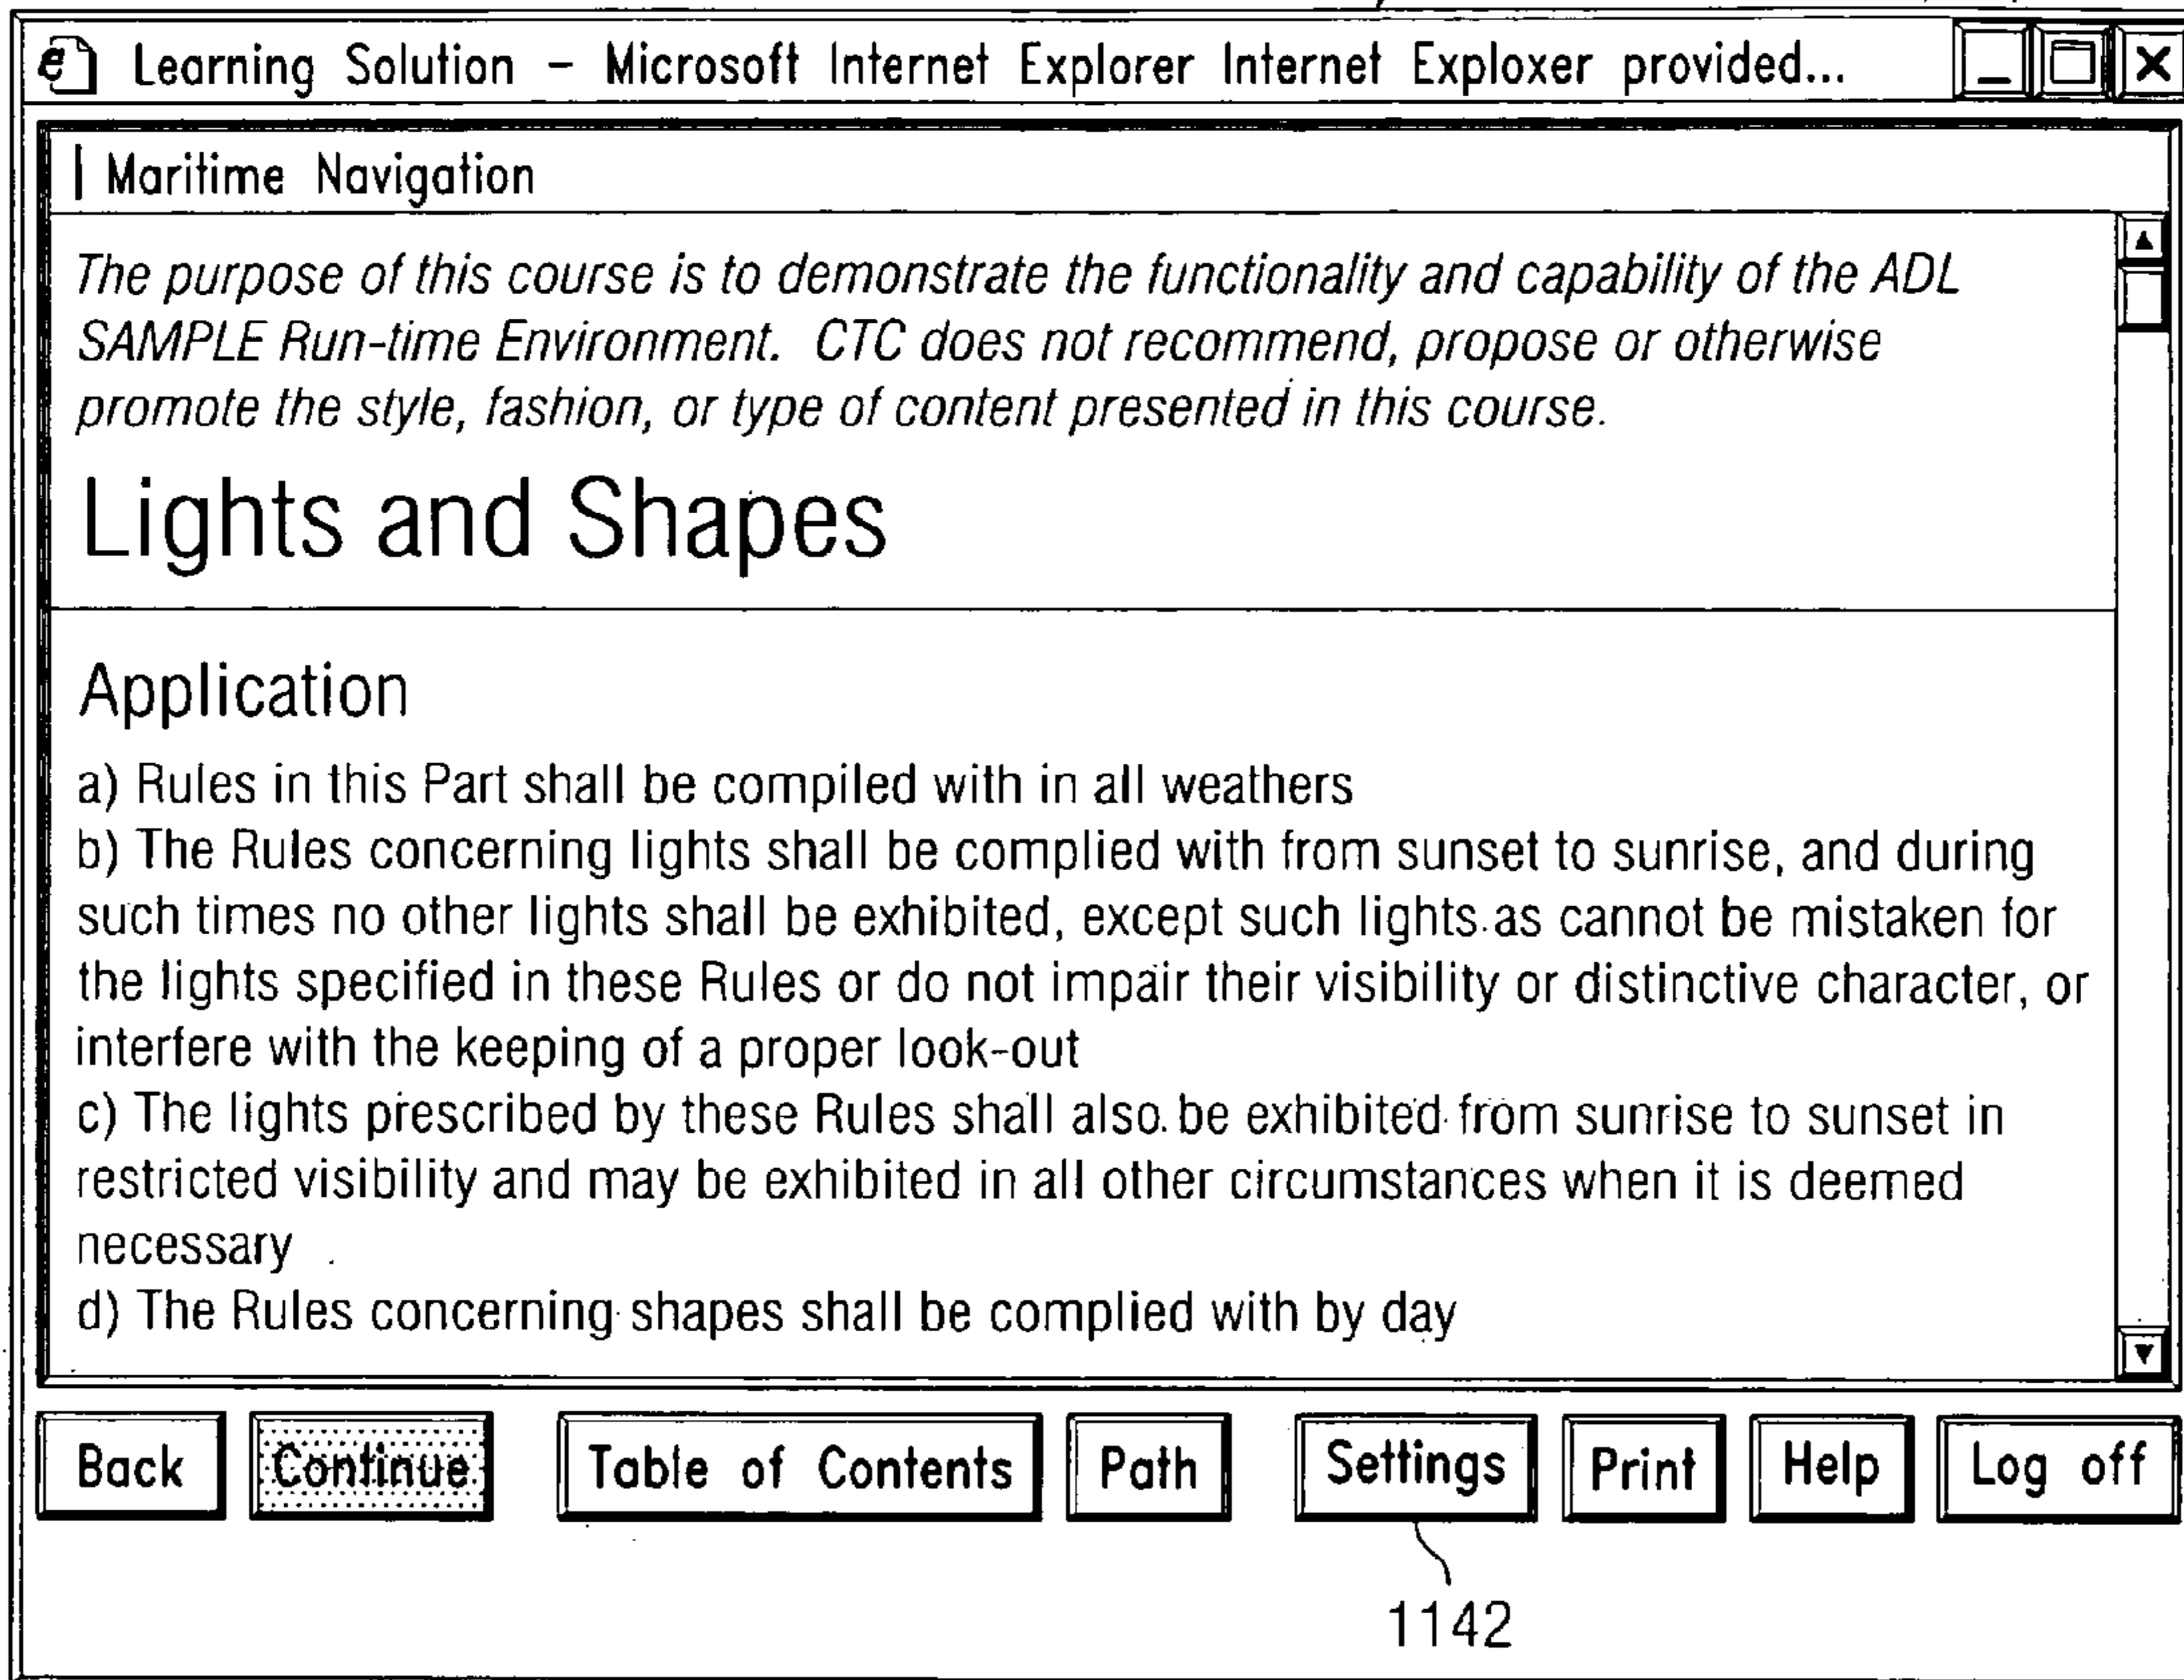 Learning Solution - Microsoft Internet Explorer Internet Exploxer provided...
Maritime Navigation
The purpose of this course is to demonstrate the functionality and capability of the ADL
SAMPLE Run-time Environment. CTC does not recommend, propose or otherwise
promote the style, fashion, or type of content presented in this course.
Lights and Shapes
Application
a) Rules in this Part shall be compiled with in all weathers
b) The Rules concerning lights shall be complied with from sunset to sunrise, and during
such times no other lights shall be exhibited, except such lights as cannot be mistaken for
the lights specified in these Rules or do not impair their visibility or distinctive character, or
interfere with the keeping of a proper look-out
c) The lights prescribed by these Rules shall also be exhibited from sunrise to sunset in
restricted visibility and may be exhibited in all other circumstances when it is deemed
necessary
d) The Rules concerning shapes shall be complied with by day
Back Continue Table of Contents Path Settings Print Help Log off
1142